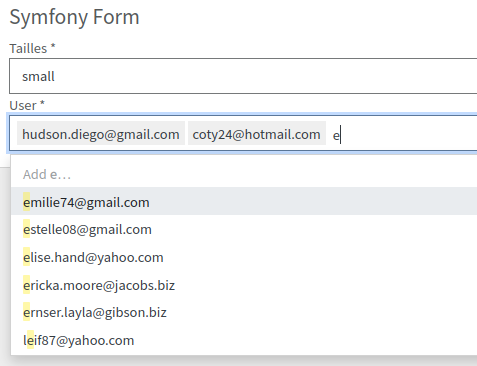 Symfony Form
Tailles *
small
User *
hudson.diego@gmail.com coty24@hotmail.com e
Add e...
emilie74@gmail.com
estelle08@gmail.com
elise.hand@yahoo.com
ericka.moore@jacobs.biz
ernser.layla@gibson.biz
leif87@yahoo.com